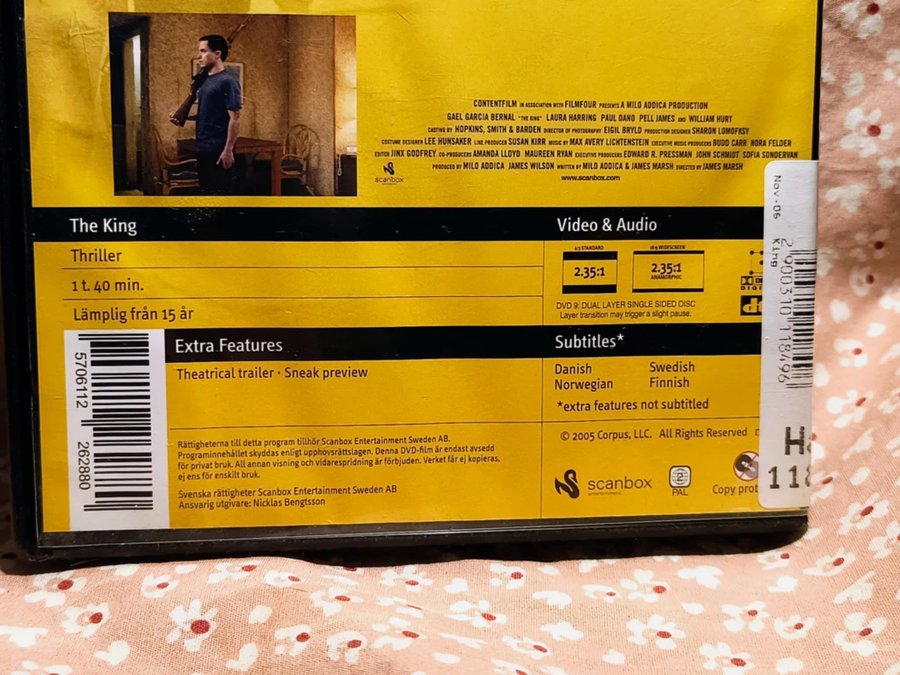 CONTENTFILM IN ASSOCIATION WITH FILMFOUR PRESENTS A MILO ADDICA PRODUCTION
GAEL GARCIA BERNAL "THE KING" LAURA HARRING PAUL DANO PELL JAMES AND WILLIAM HURT
CASTING BY HOPKINS, SMITH & BARDEN DIRECTOR OF PHOTOGRAPHY EIGIL BRYLD PRODUCTION DESIGNER SHARON LOMOFSKY
COSTUME DESIGNER LEE HUNSAKER LINE PRODUCER SUSAN KIRR MUSIC BY MAX AVERY LICHTENSTEIN EXECUTIVE MUSIC PRODUCERS BUDD CARR NORA FELDER
EDITOR JINX GODFREY CO-PRODUCERS AMANDA LLOYD MAUREEN RYAN EXECUTIVE PRODUCERS EDWARD R. PRESSMAN JOHN SCHMIDT SOFIA SONDERVAN
PRODUCED BY MILO ADDICA JAMES WILSON WRITTEN BY MILO ADDICA & JAMES MARSH DIRECTED BY JAMES MARSH
scanbox
www.scanbox.com
The King
Thriller
1 t. 40 min.
Lämplig från 15 år
Video & Audio
4:3 STANDARD
2.35:1
16:9 WIDESCREEN
2.35:1
ANAMORPHIC
DVD 9: DUAL LAYER SINGLE SIDED DISC
Layer transition may trigger a slight pause.
Extra Features
Theatrical trailer · Sneak preview
Subtitles*
Danish Swedish
Norwegian Finnish
*extra features not subtitled
5706112 262880
Rättigheterna till detta program tillhör Scanbox Entertainment Sweden AB.
Programinnehållet skyddas enligt upphovsrättslagen. Denna DVD-film är endast avsedd
för privat bruk. All annan visning och vidarespridning är förbjuden. Verket får ej kopieras,
ej ens för enskilt bruk.
Svenska rättigheter Scanbox Entertainment Sweden AB
Ansvarig utgivare: Nicklas Bengtsson
© 2005 Corpus, LLC. All Rights Reserved
scanbox
entertainment
2
PAL
Copy prot
Nov-06
King
2 900310 118496
H
118